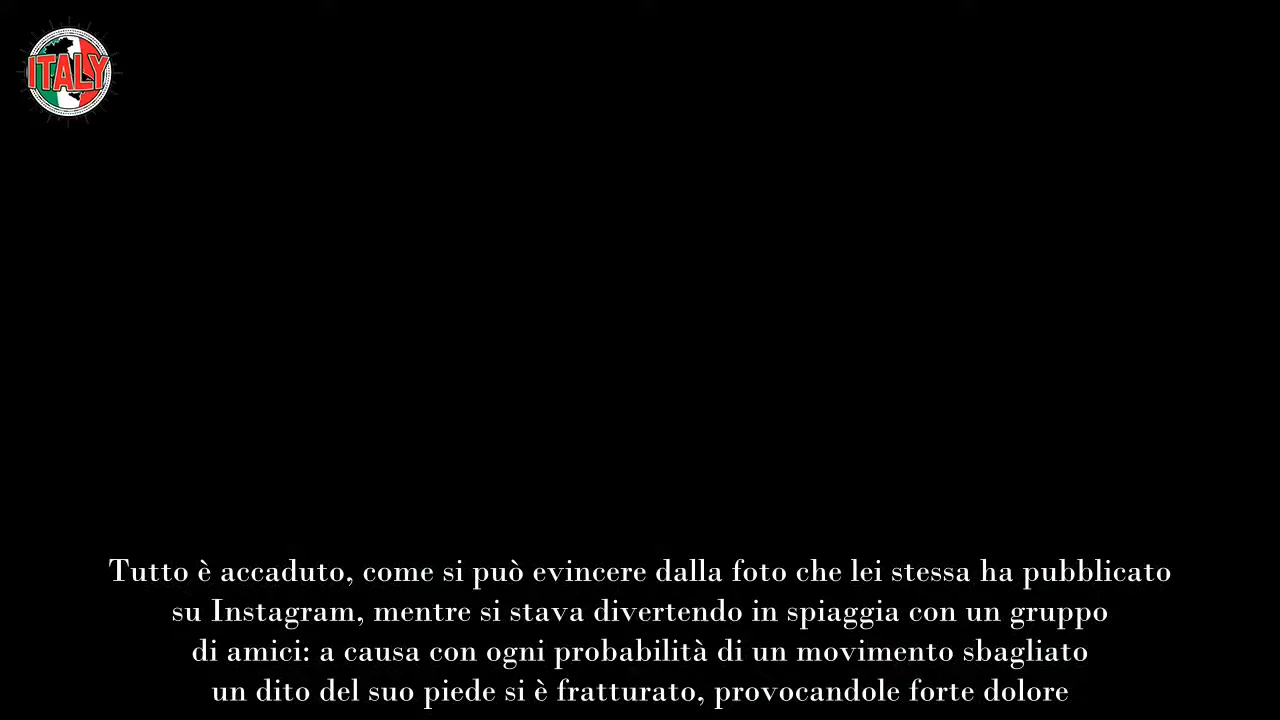 ITALY
Tutto è accaduto, come si può evincere dalla foto che lei stessa ha pubblicato
su Instagram, mentre si stava divertendo in spiaggia con un gruppo
di amici: a causa con ogni probabilità di un movimento sbagliato
un dito del suo piede si è fratturato, provocandole forte dolore